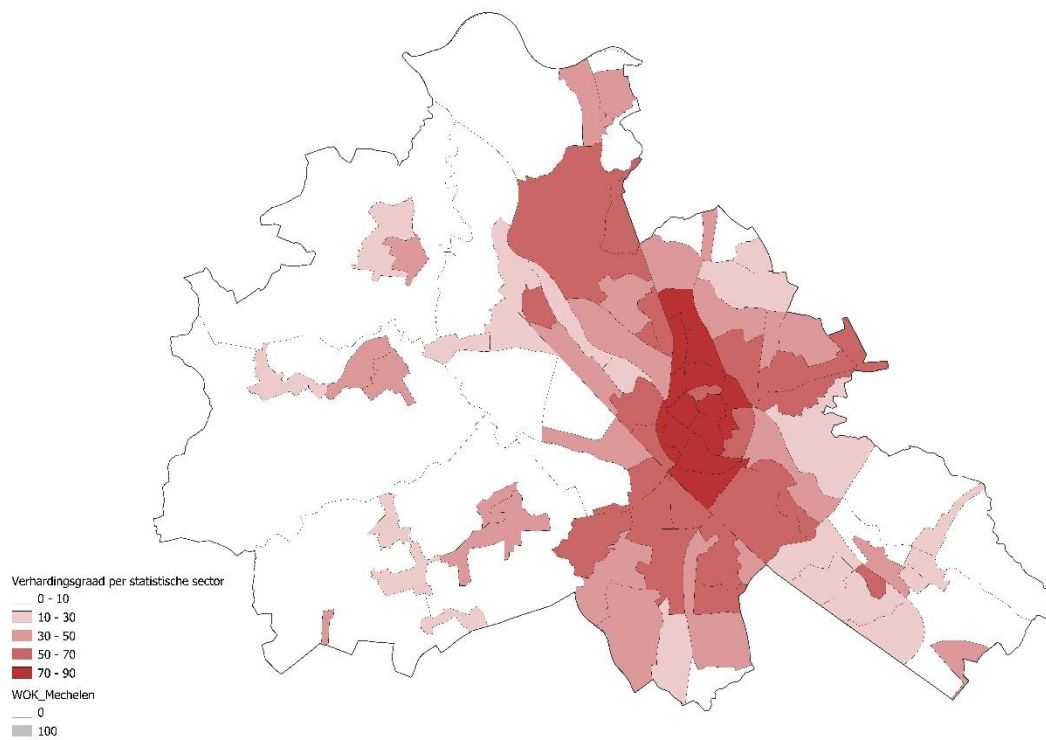 Verhardingsgraad per statistische sector
0 - 10
10 - 30
30 - 50
50 - 70
70 - 90
WOK_Mechelen
0
100